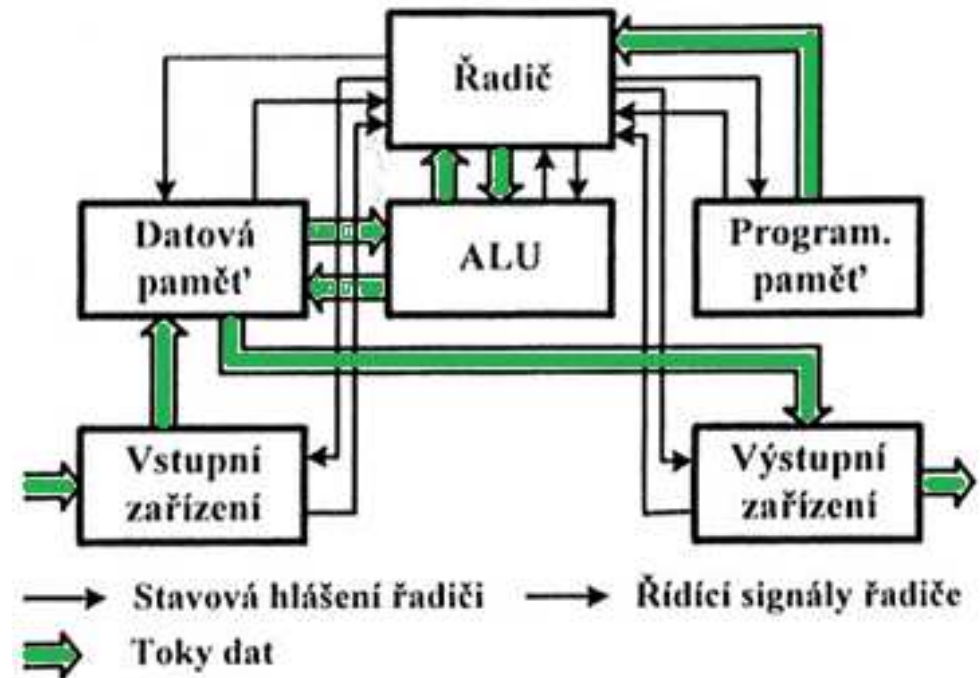 Řadič
Datová
paměť
ALU
Program.
paměť
Vstupní
zařízení
Výstupní
zařízení
Stavová hlášení řadiči
Řídící signály řadiče
Toky dat